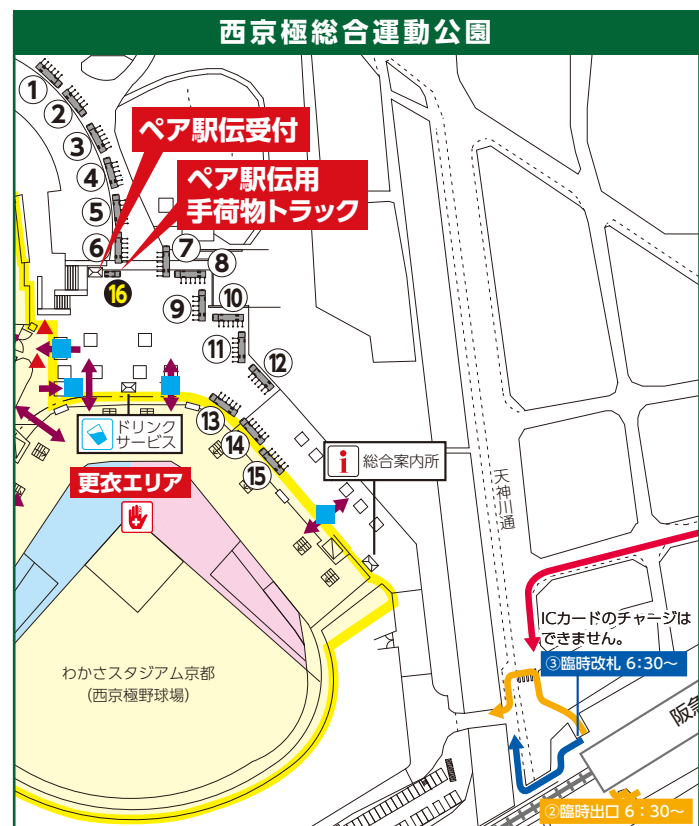 西京極総合運動公園
①
②
③
④
⑤
⑥
ペア駅伝受付
ペア駅伝用
手荷物トラック
⑦
⑧
⑯
⑨
⑩
⑪
⑫
⑬
⑭
⑮
ドリンク
サービス
i 総合案内所
更衣エリア
天神川通
ICカードのチャージは
できません。
③臨時改札 6:30〜
わかさスタジアム京都
(西京極野球場)
阪急
②臨時出口 6:30〜